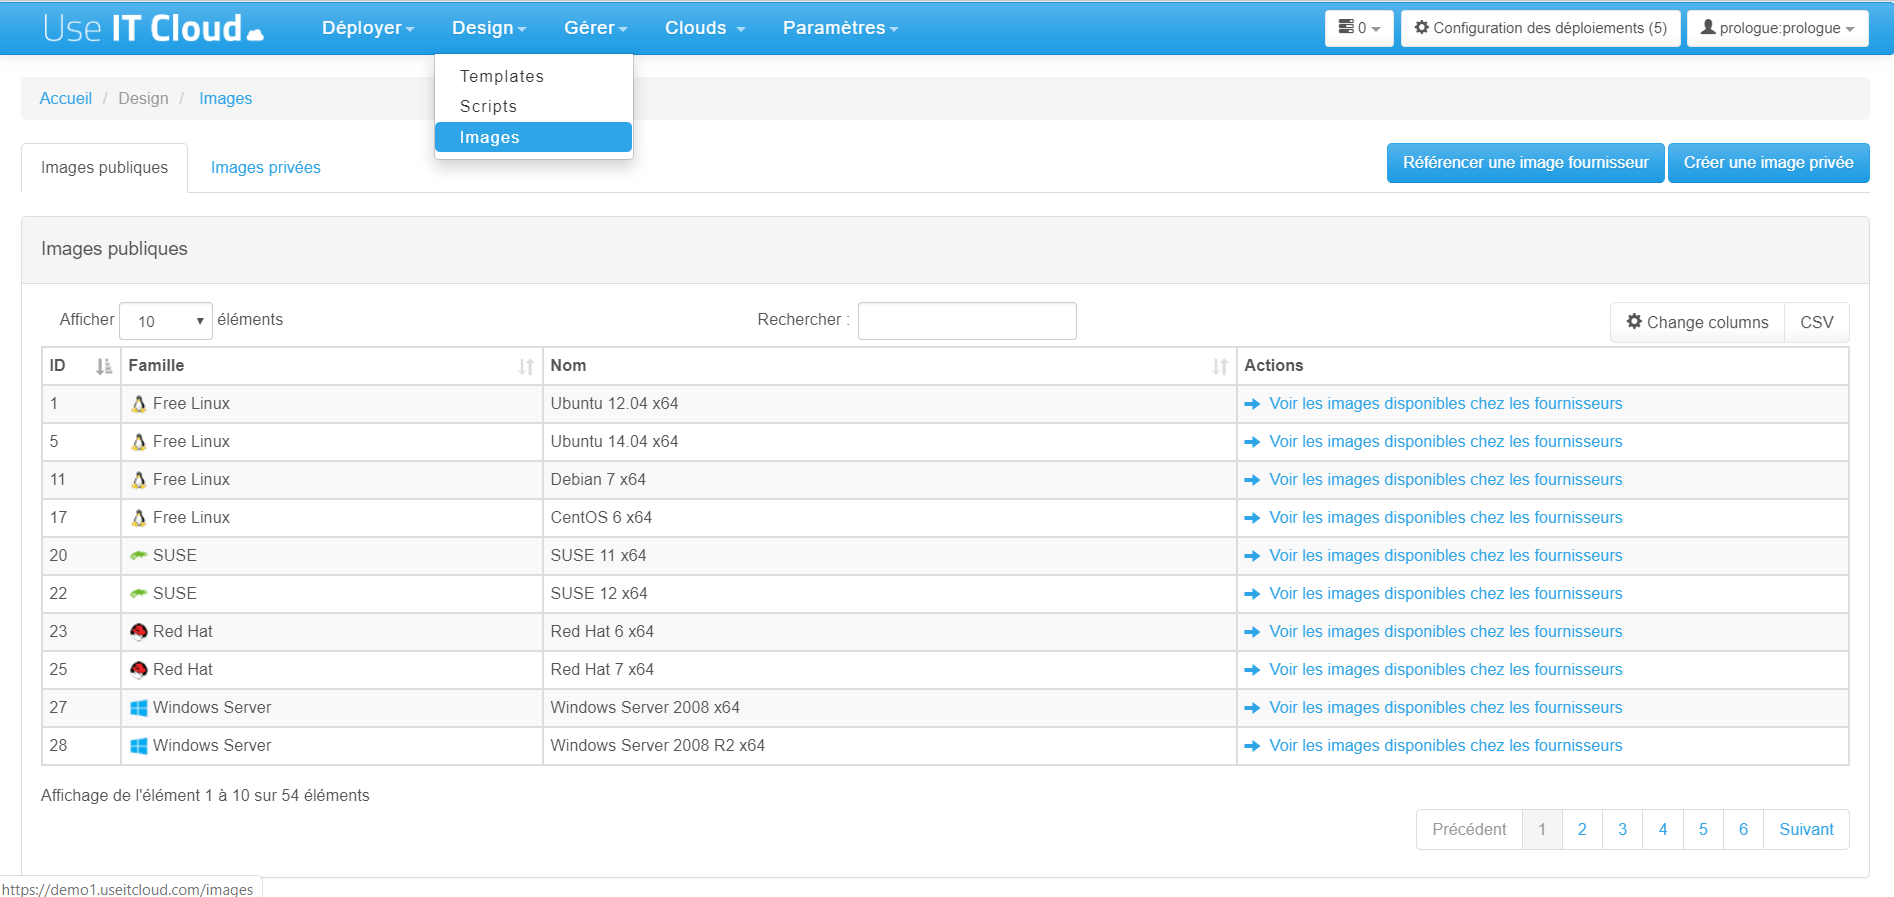 Use IT Cloud Déployer Design Gérer Clouds Paramètres 0 Configuration des déploiements (5) prologue:prologue
Templates
Scripts
Images
Accueil / Design / Images
Images publiques Images privées Référencer une image fournisseur Créer une image privée
Images publiques
Afficher 10 éléments Rechercher : Change columns CSV
ID Famille Nom Actions
1 Free Linux Ubuntu 12.04 x64 Voir les images disponibles chez les fournisseurs
5 Free Linux Ubuntu 14.04 x64 Voir les images disponibles chez les fournisseurs
11 Free Linux Debian 7 x64 Voir les images disponibles chez les fournisseurs
17 Free Linux CentOS 6 x64 Voir les images disponibles chez les fournisseurs
20 SUSE SUSE 11 x64 Voir les images disponibles chez les fournisseurs
22 SUSE SUSE 12 x64 Voir les images disponibles chez les fournisseurs
23 Red Hat Red Hat 6 x64 Voir les images disponibles chez les fournisseurs
25 Red Hat Red Hat 7 x64 Voir les images disponibles chez les fournisseurs
27 Windows Server Windows Server 2008 x64 Voir les images disponibles chez les fournisseurs
28 Windows Server Windows Server 2008 R2 x64 Voir les images disponibles chez les fournisseurs
Affichage de l'élément 1 à 10 sur 54 éléments
Précédent 1 2 3 4 5 6 Suivant
https://demo1.useitcloud.com/images